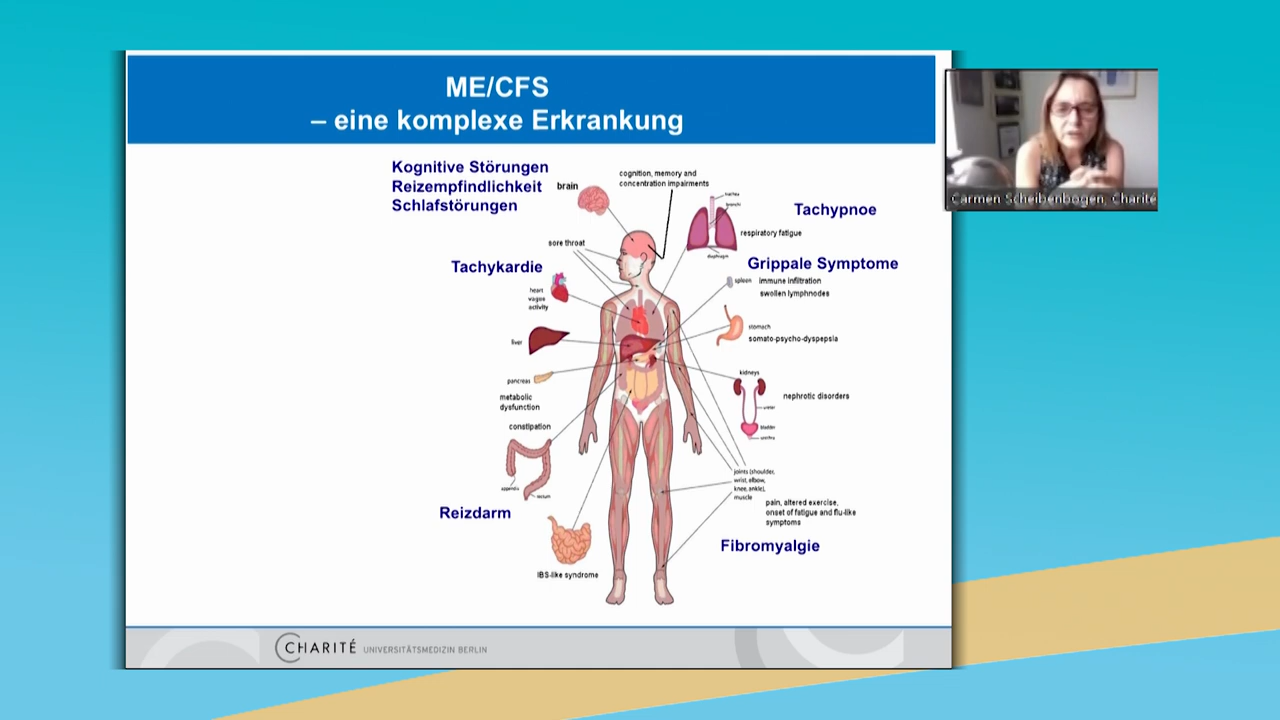 ME/CFS
– eine komplexe Erkrankung
Kognitive Störungen
Reizempfindlichkeit
Schlafstörungen
brain
cognition, memory and
concentration impairments
trachea
bronchi
Tachypnoe
respiratory fatigue
diaphragm
sore throat
Tachykardie
Grippale Symptome
heart
vagus
activity
spleen
immune infiltration
swollen lymphnodes
liver
stomach
somato-psycho-dyspepsia
pancreas
metabolic
dysfunction
kidneys
nephrotic disorders
ureter
bladder
urethra
constipation
appendix
rectum
joints (shoulder,
wrist, elbow,
knee, ankle),
muscle
pain, altered exercise,
onset of fatigue and flu-like
symptoms
Reizdarm
Fibromyalgie
IBS-like syndrome
CHARITÉ UNIVERSITÄTSMEDIZIN BERLIN
Carmen Scheibenbogen, Charité